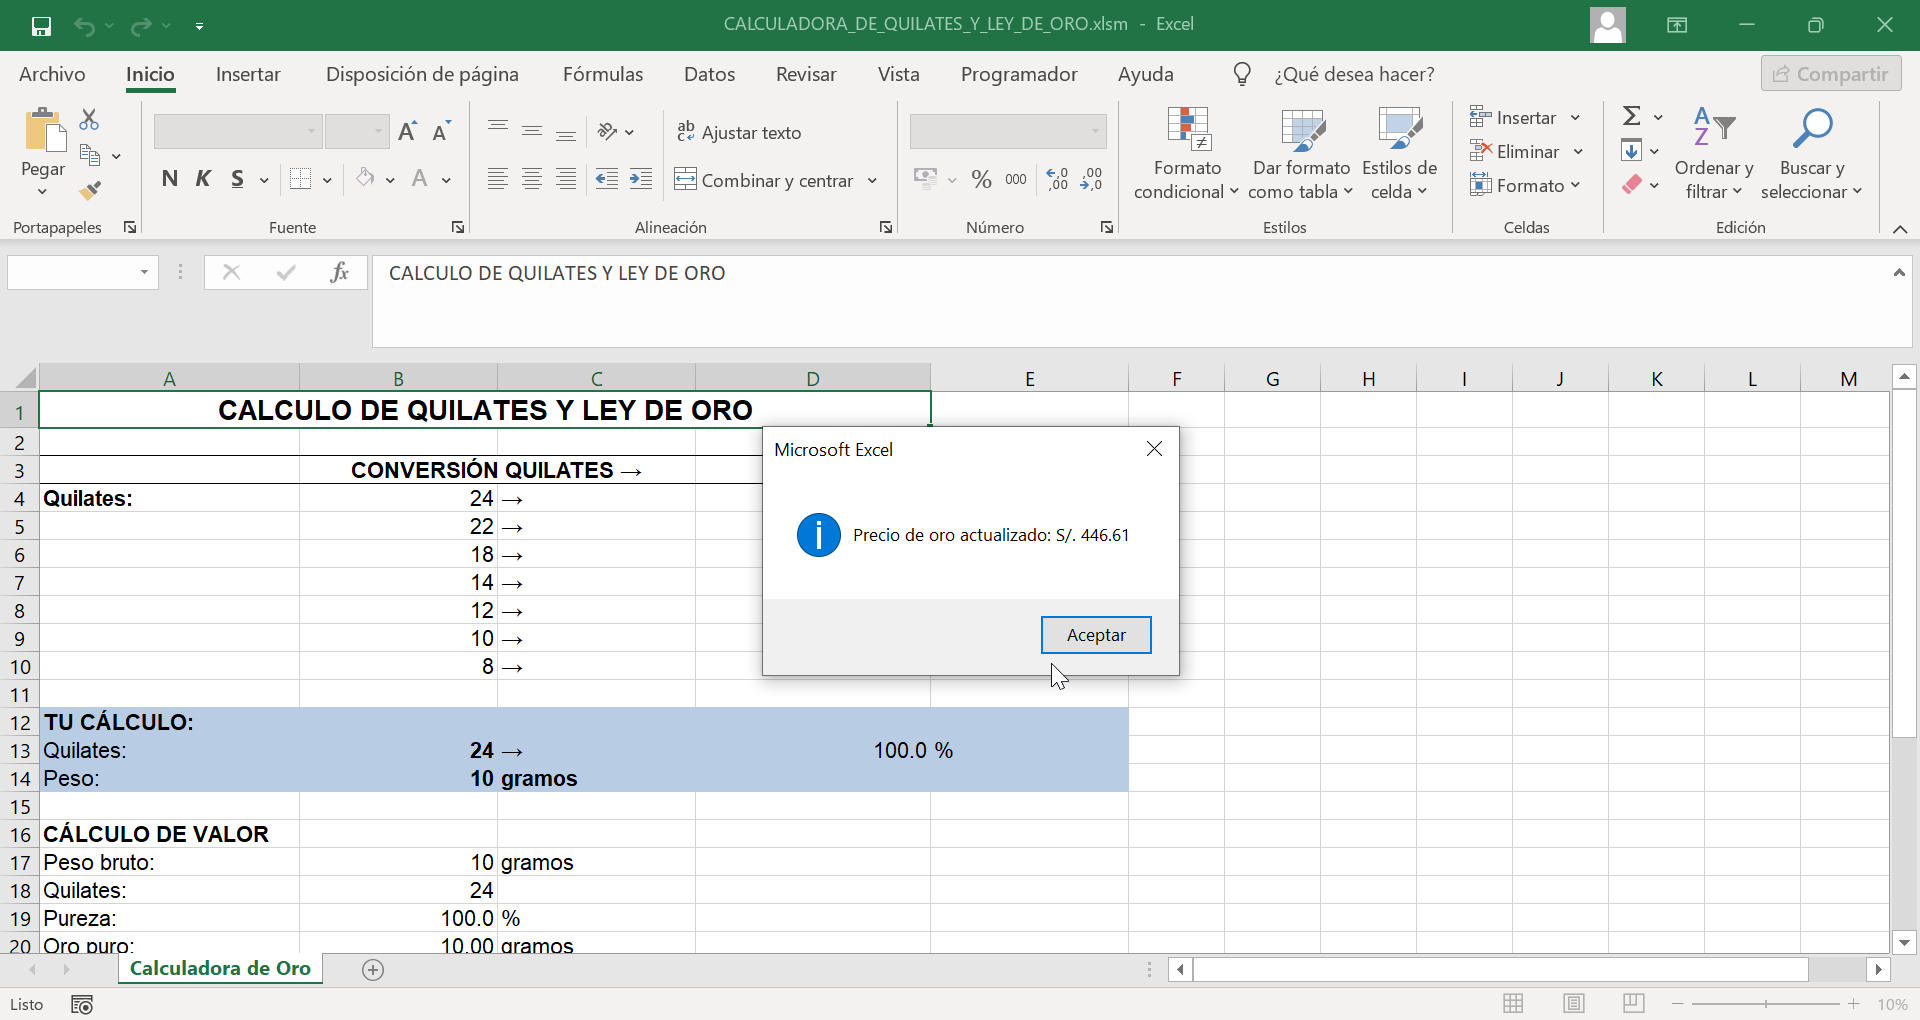 CALCULADORA_DE_QUILATES_Y_LEY_DE_ORO.xlsm - Excel
Archivo Inicio Insertar Disposición de página Fórmulas Datos Revisar Vista Programador Ayuda ¿Qué desea hacer? Compartir
Pegar
N K S
A A
A
Ajustar texto
Combinar y centrar
% 000
Formato condicional
Dar formato como tabla
Estilos de celda
Insertar
Eliminar
Formato
Ordenar y filtrar
Buscar y seleccionar
Portapapeles Fuente Alineación Número Estilos Celdas Edición
fx CALCULO DE QUILATES Y LEY DE ORO
A B C D E F G H I J K L M
1 CALCULO DE QUILATES Y LEY DE ORO
2
3 CONVERSIÓN QUILATES →
4 Quilates: 24 →
5 22 →
6 18 →
7 14 →
8 12 →
9 10 →
10 8 →
11
12 TU CÁLCULO:
13 Quilates: 24 → 100.0 %
14 Peso: 10 gramos
15
16 CÁLCULO DE VALOR
17 Peso bruto: 10 gramos
18 Quilates: 24
19 Pureza: 100.0 %
20 Oro puro: 10.00 gramos
Microsoft Excel
Precio de oro actualizado: S/. 446.61
Aceptar
Calculadora de Oro
Listo
10%